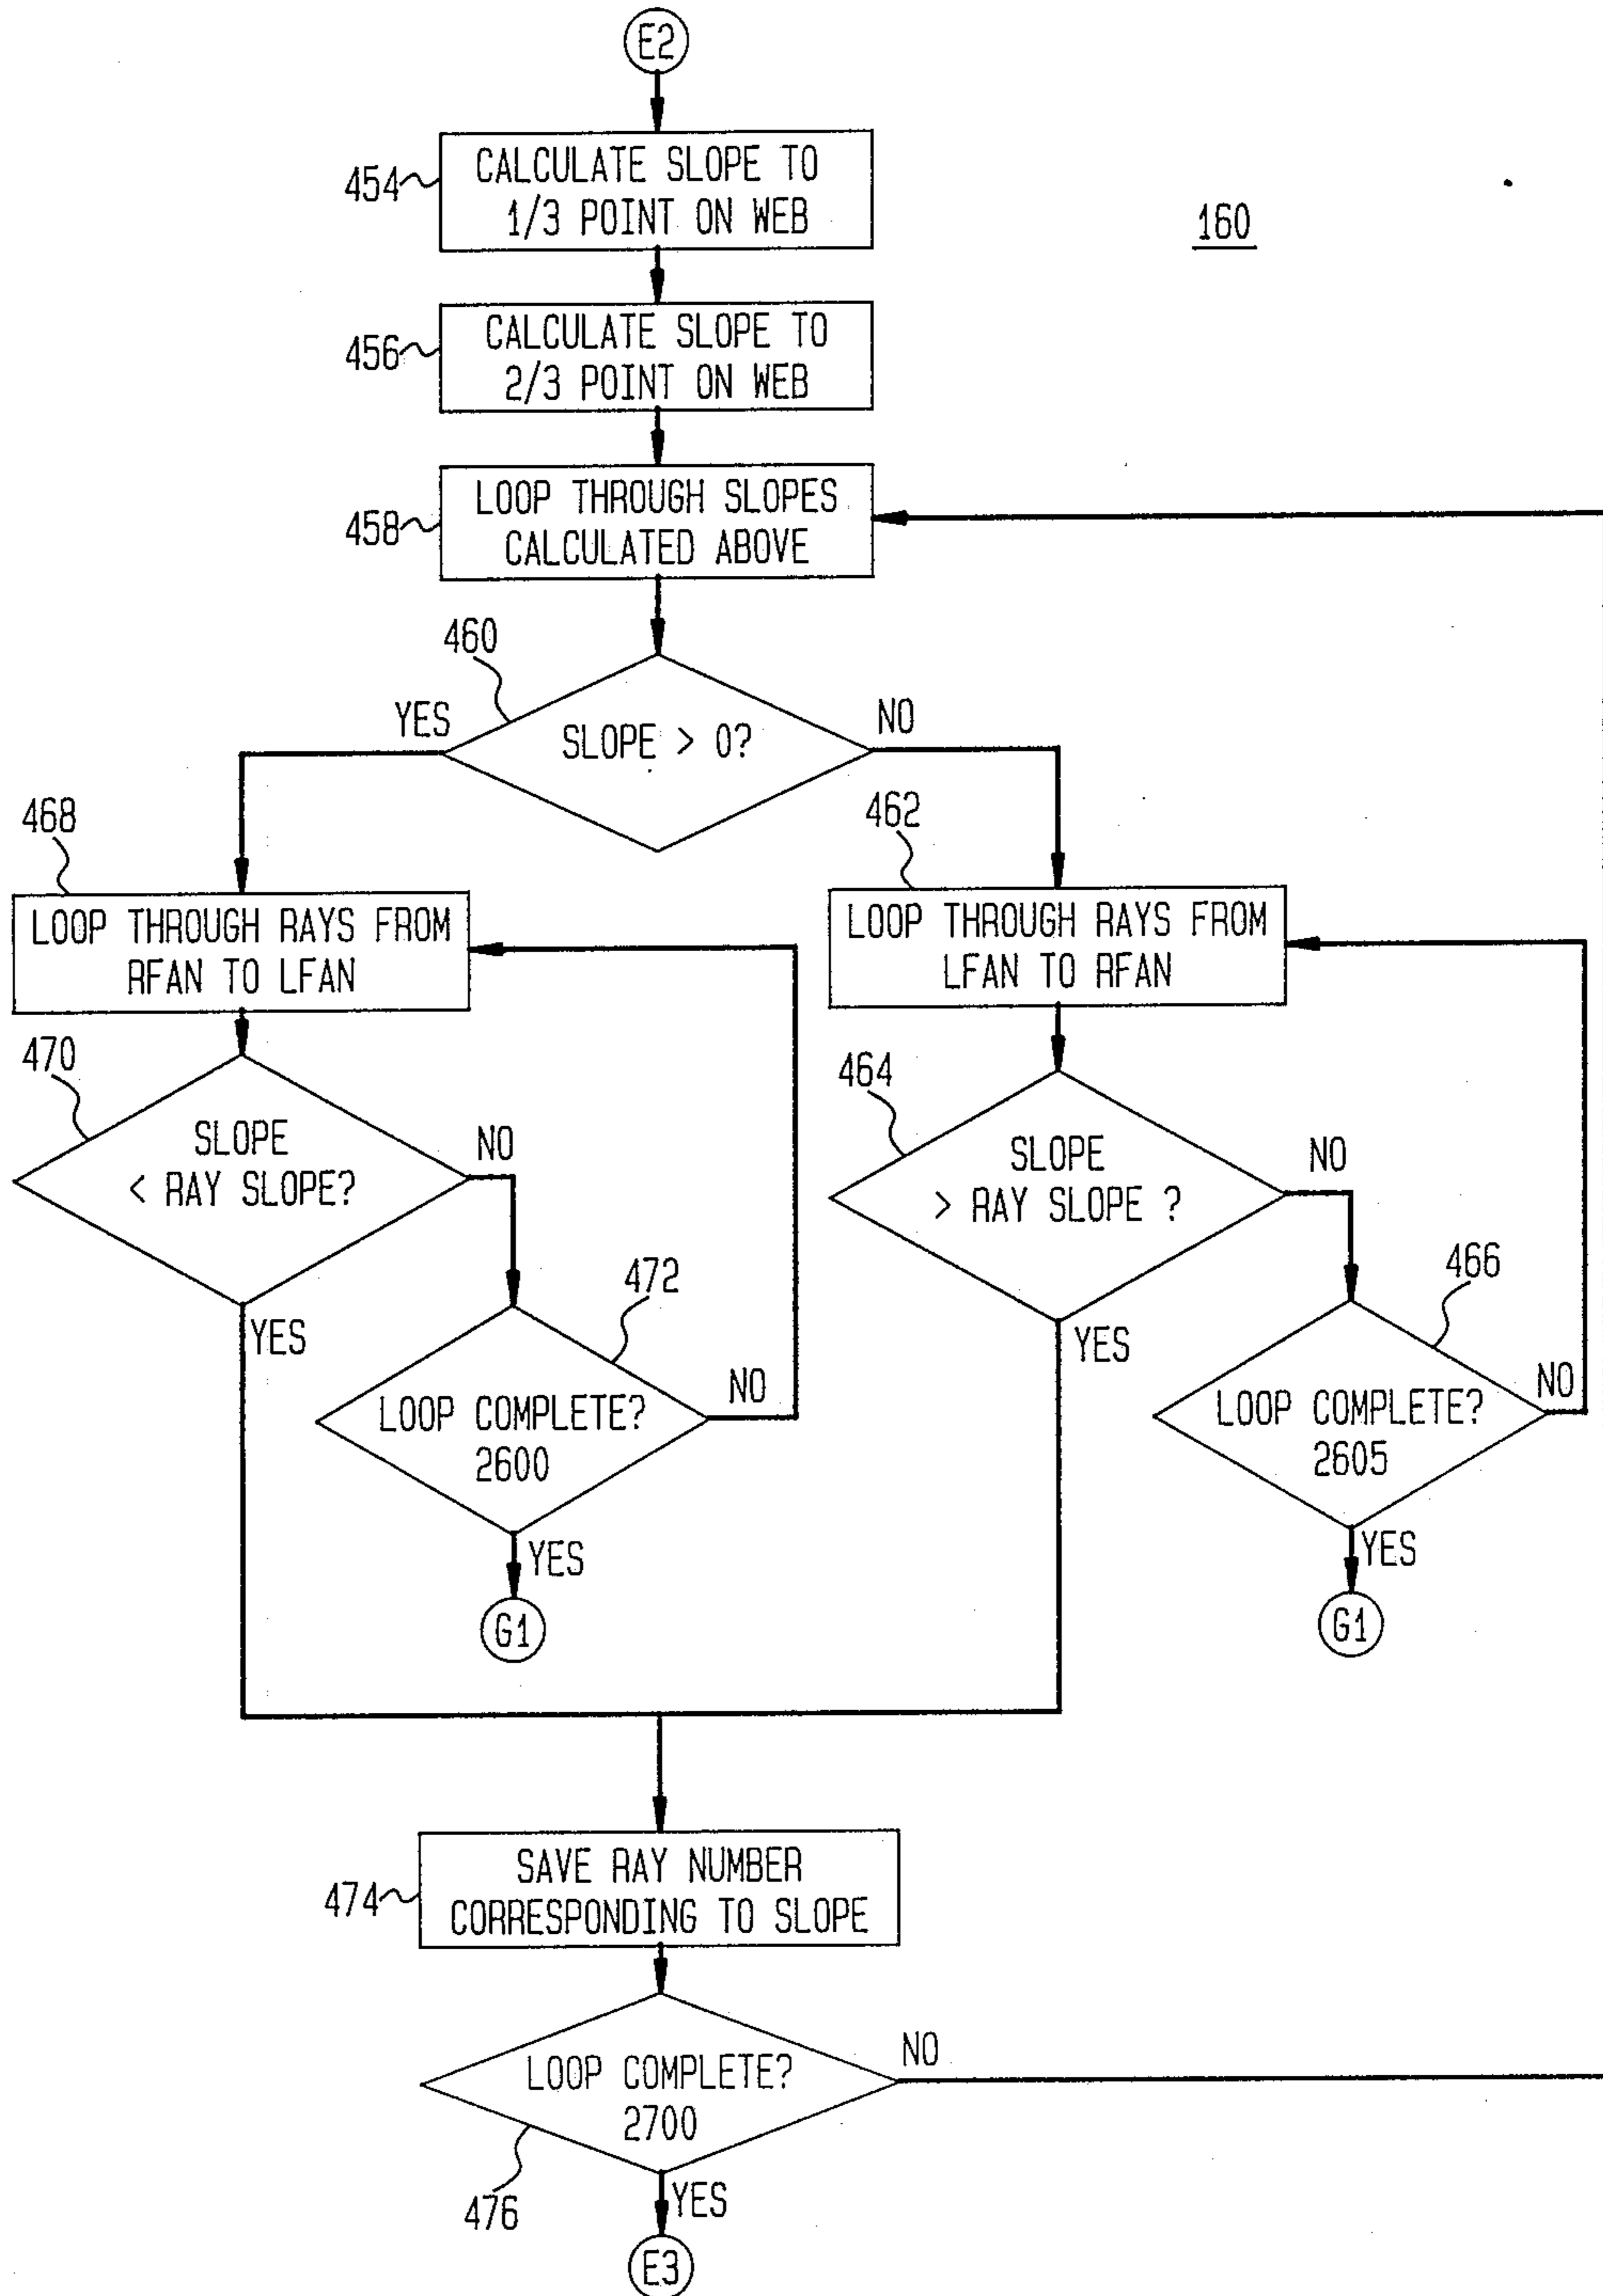 E2
454
CALCULATE SLOPE TO
1/3 POINT ON WEB
160
456
CALCULATE SLOPE TO
2/3 POINT ON WEB
458
LOOP THROUGH SLOPES
CALCULATED ABOVE
460
YES
SLOPE > 0?
NO
468
LOOP THROUGH RAYS FROM
RFAN TO LFAN
462
LOOP THROUGH RAYS FROM
LFAN TO RFAN
470
SLOPE
< RAY SLOPE?
NO
YES
464
SLOPE
> RAY SLOPE ?
NO
YES
472
LOOP COMPLETE?
2600
NO
YES
G1
466
LOOP COMPLETE?
2605
NO
YES
G1
474
SAVE RAY NUMBER
CORRESPONDING TO SLOPE
LOOP COMPLETE?
2700
NO
476
YES
E3